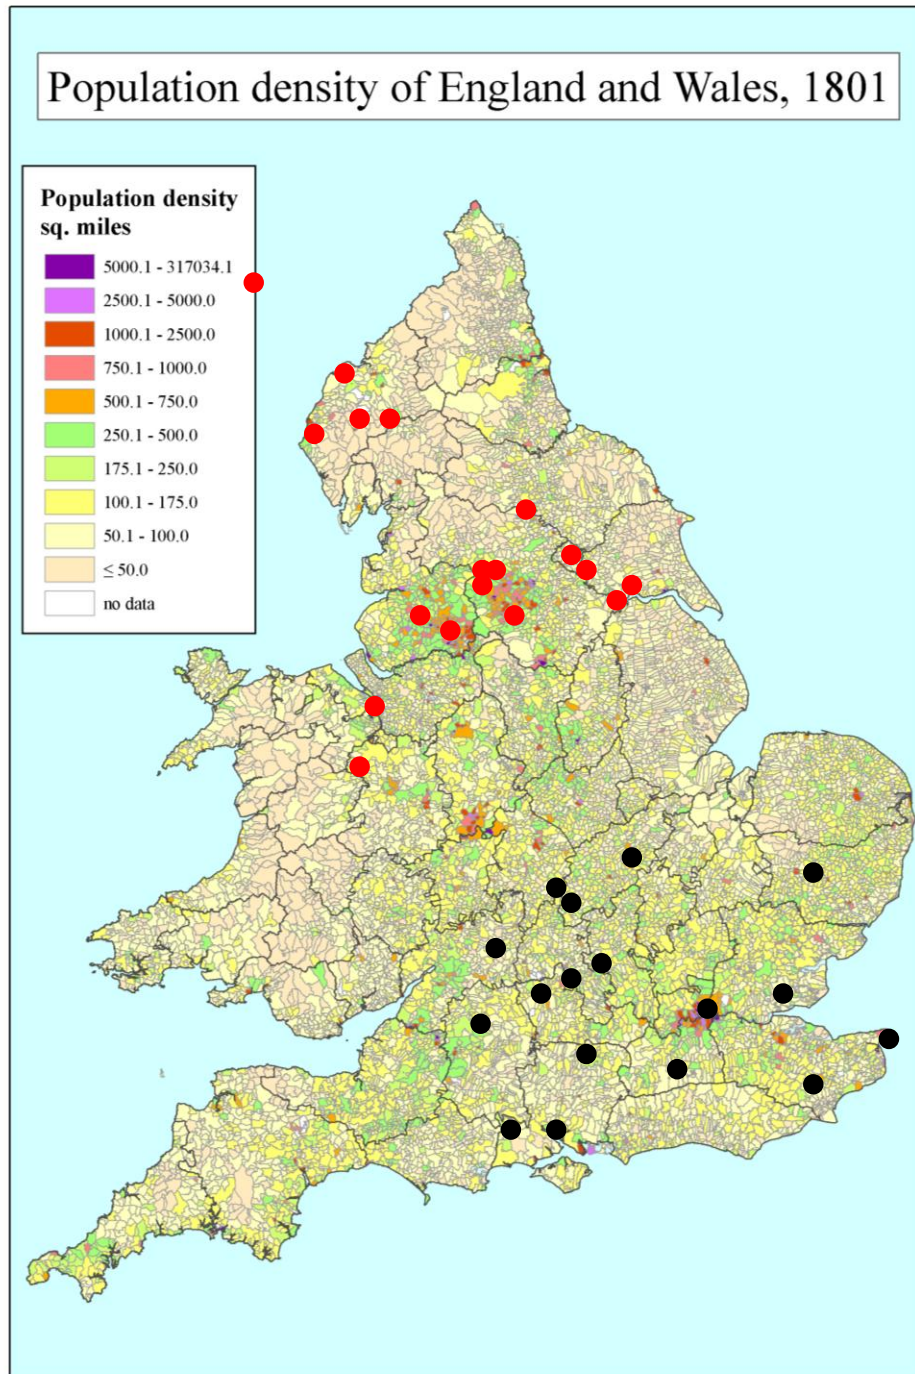 Population density of England and Wales, 1801
Population density
sq. miles
5000.1 - 317034.1
2500.1 - 5000.0
1000.1 - 2500.0
750.1 - 1000.0
500.1 - 750.0
250.1 - 500.0
175.1 - 250.0
100.1 - 175.0
50.1 - 100.0
≤ 50.0
no data